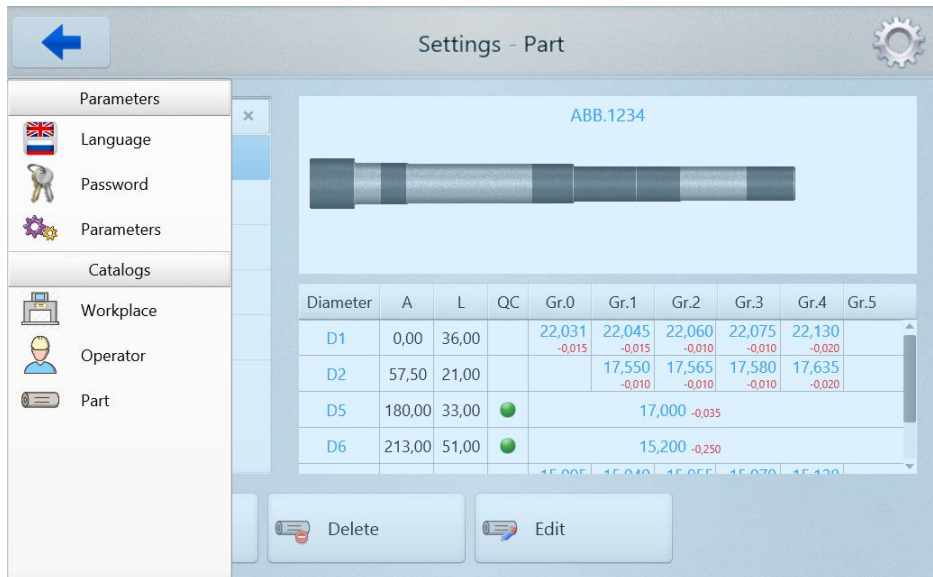 Settings - Part
Parameters
Language
Password
Parameters
Catalogs
Workplace
Operator
Part
ABB.1234
Diameter A L QC Gr.0 Gr.1 Gr.2 Gr.3 Gr.4 Gr.5
D1 0,00 36,00 22,031 -0,015 22,045 -0,015 22,060 -0,010 22,075 -0,010 22,130 -0,020
D2 57,50 21,00 17,550 -0,010 17,565 -0,010 17,580 -0,010 17,635 -0,020
D5 180,00 33,00 17,000 -0,035
D6 213,00 51,00 15,200 -0,250
Delete
Edit